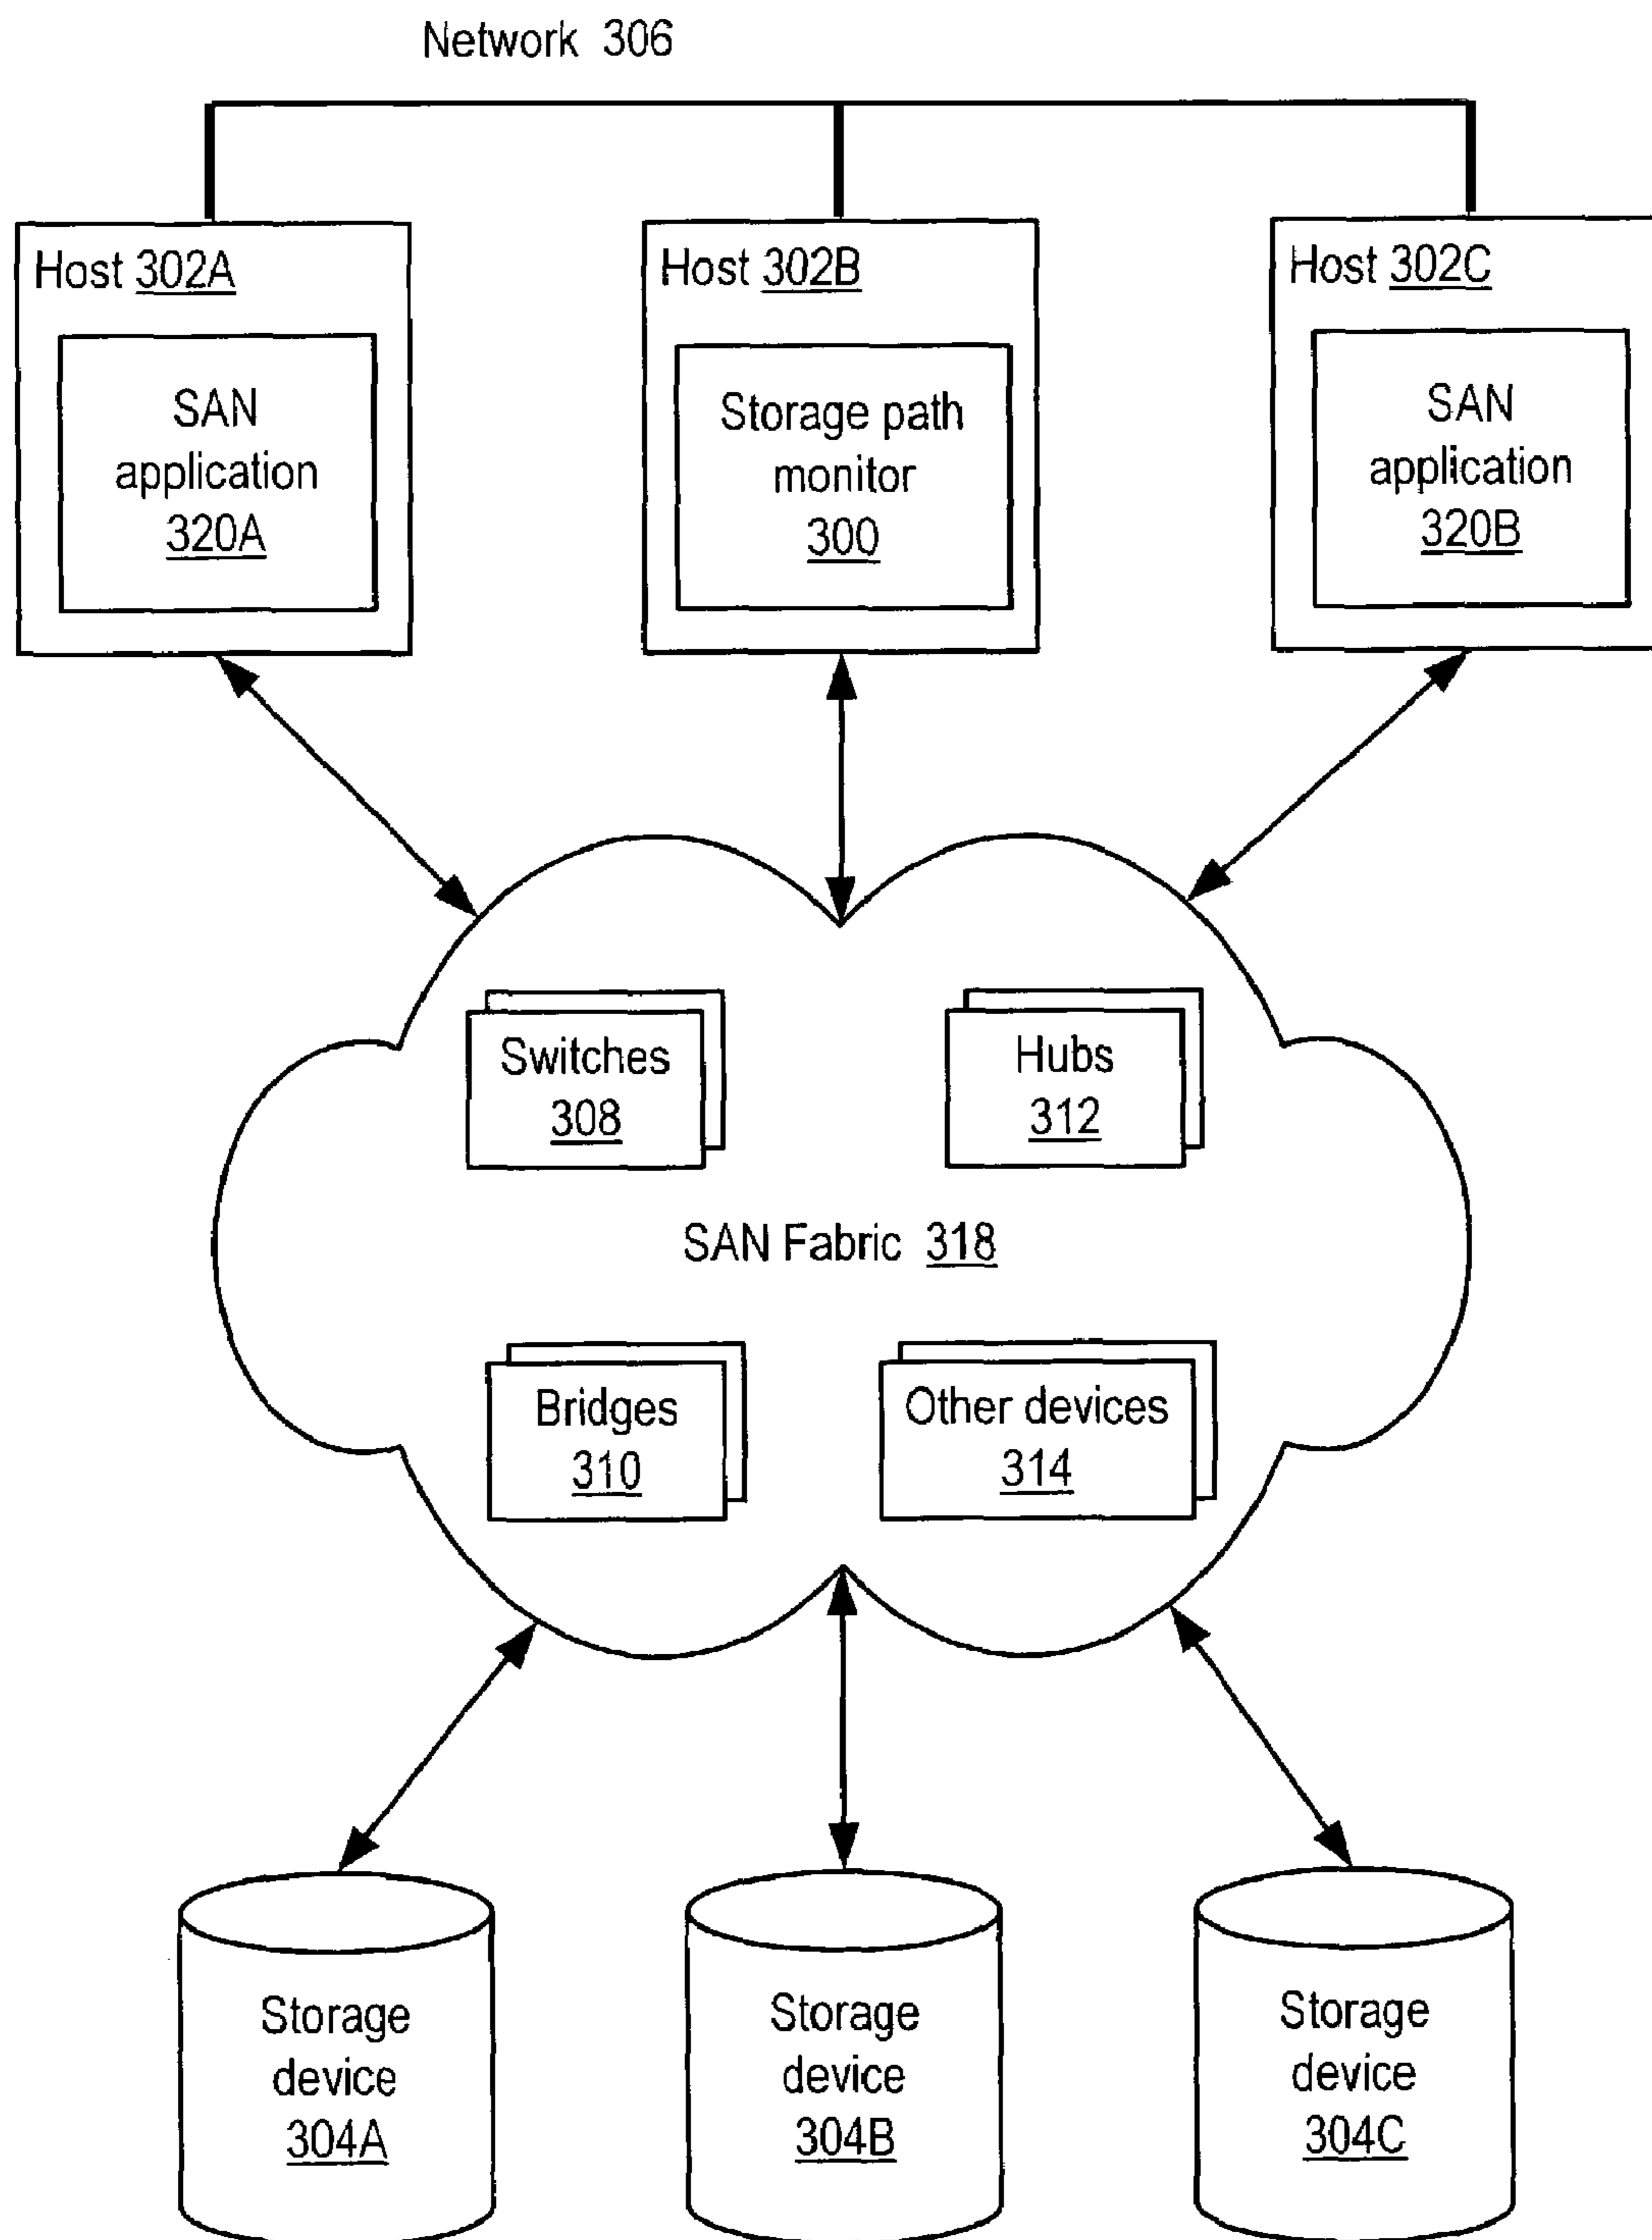 Network 306
Host 302A
SAN
application
320A
Host 302B
Storage path
monitor
300
Host 302C
SAN
application
320B
Switches
308
Hubs
312
SAN Fabric 318
Bridges
310
Other devices
314
Storage
device
304A
Storage
device
304B
Storage
device
304C